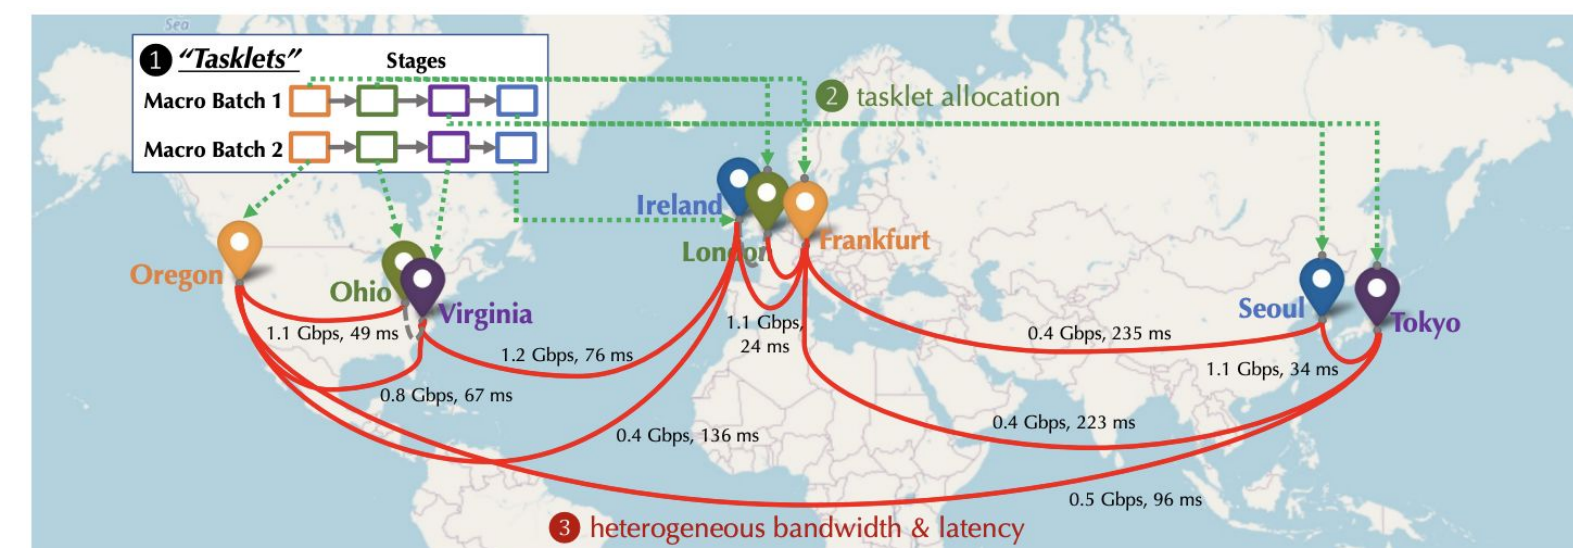 Sea
1 "Tasklets"
Stages
Macro Batch 1
Macro Batch 2
2 tasklet allocation
Ireland
London
Frankfurt
Oregon
Ohio
Virginia
Seoul
Tokyo
1.1 Gbps, 49 ms
1.2 Gbps, 76 ms
1.1 Gbps,
24 ms
0.4 Gbps, 235 ms
1.1 Gbps, 34 ms
0.8 Gbps, 67 ms
0.4 Gbps, 136 ms
0.4 Gbps, 223 ms
0.5 Gbps, 96 ms
3 heterogeneous bandwidth & latency